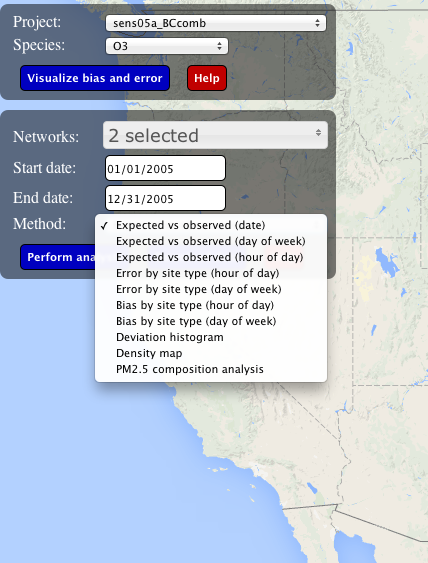 Project: sens05a_BCcomb
Species: O3
Visualize bias and error Help
Networks: 2 selected
Start date: 01/01/2005
End date: 12/31/2005
Method: ✓ Expected vs observed (date)
Expected vs observed (day of week)
Expected vs observed (hour of day)
Perform ana
Error by site type (hour of day)
Error by site type (day of week)
Bias by site type (hour of day)
Bias by site type (day of week)
Deviation histogram
Density map
PM2.5 composition analysis